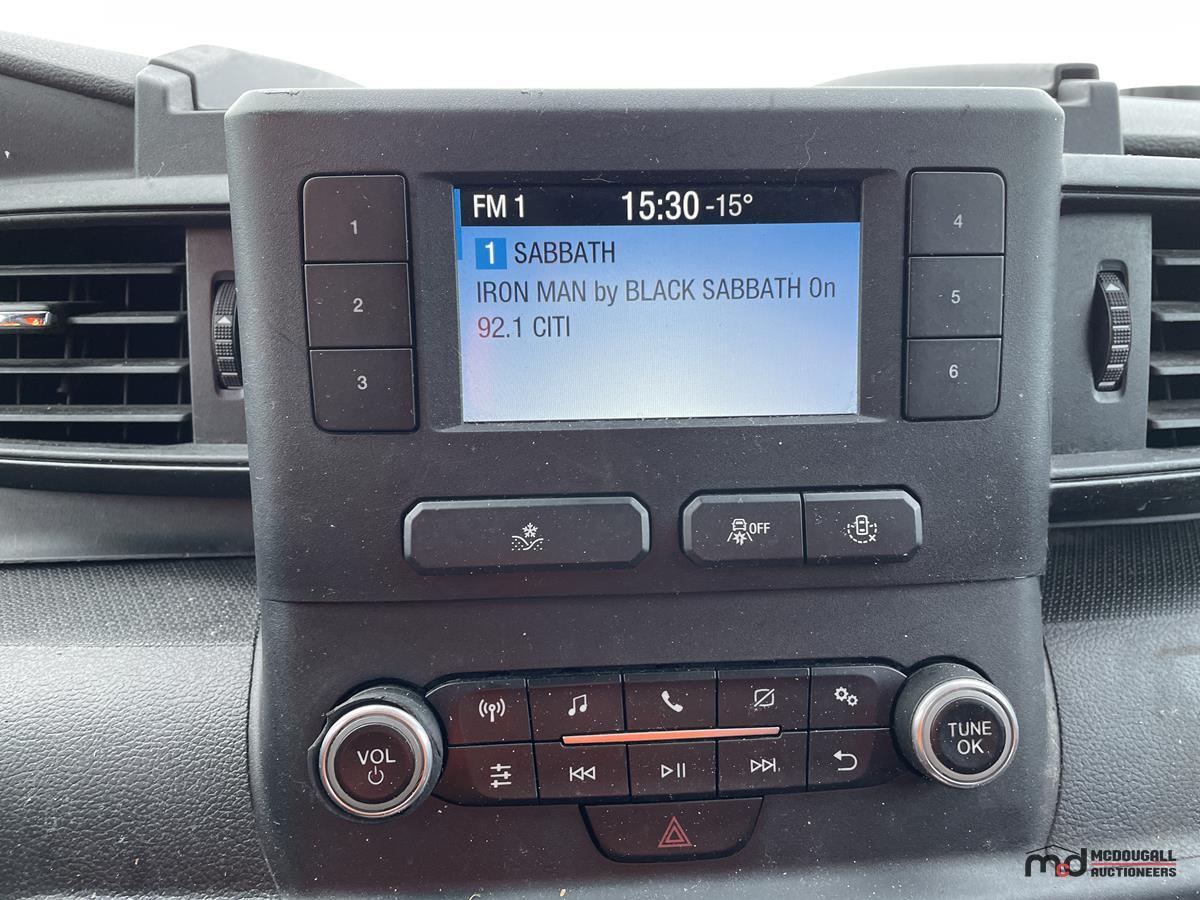 FM 1
15:30 -15°
1 SABBATH
IRON MAN by BLACK SABBATH On
92.1 CITI
1
2
3
4
5
6
OFF
VOL
TUNE
OK
mcd MCDOUGALL
AUCTIONEERS